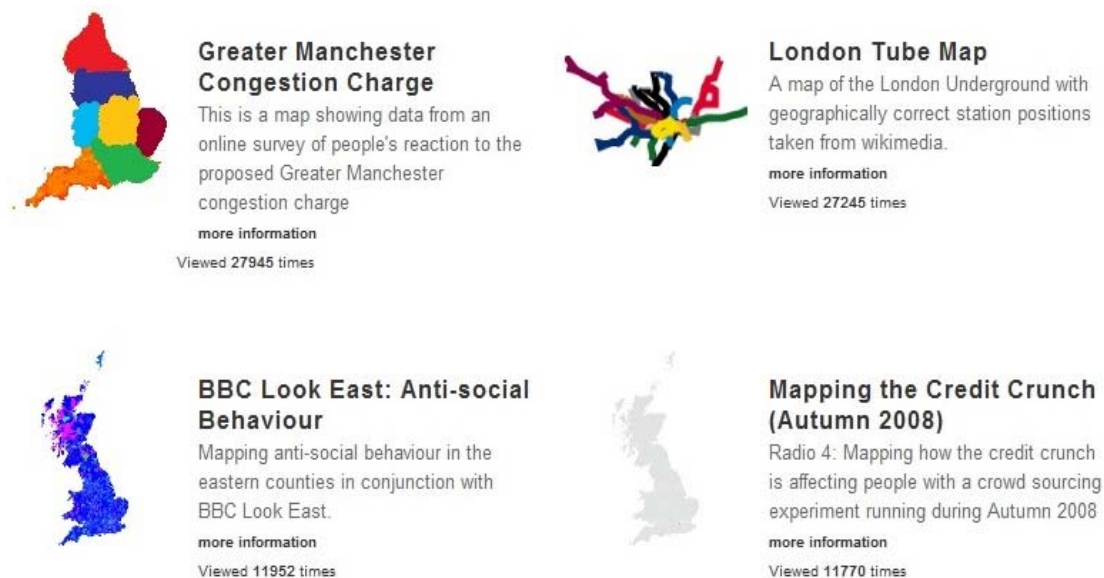 Greater Manchester
Congestion Charge
This is a map showing data from an
online survey of people's reaction to the
proposed Greater Manchester
congestion charge
more information
Viewed 27945 times
London Tube Map
A map of the London Underground with
geographically correct station positions
taken from wikimedia.
more information
Viewed 27245 times
BBC Look East: Anti-social
Behaviour
Mapping anti-social behaviour in the
eastern counties in conjunction with
BBC Look East.
more information
Viewed 11952 times
Mapping the Credit Crunch
(Autumn 2008)
Radio 4: Mapping how the credit crunch
is affecting people with a crowd sourcing
experiment running during Autumn 2008
more information
Viewed 11770 times